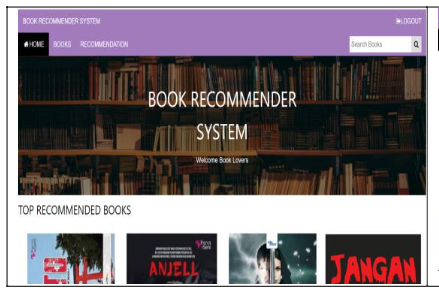 BOOK RECOMMENDER SYSTEM
LOGOUT
HOME BOOKS RECOMMENDATION
Search Books
BOOK RECOMMENDER
SYSTEM
Welcome Book Lovers
TOP RECOMMENDED BOOKS
ANJELL
JANGAN